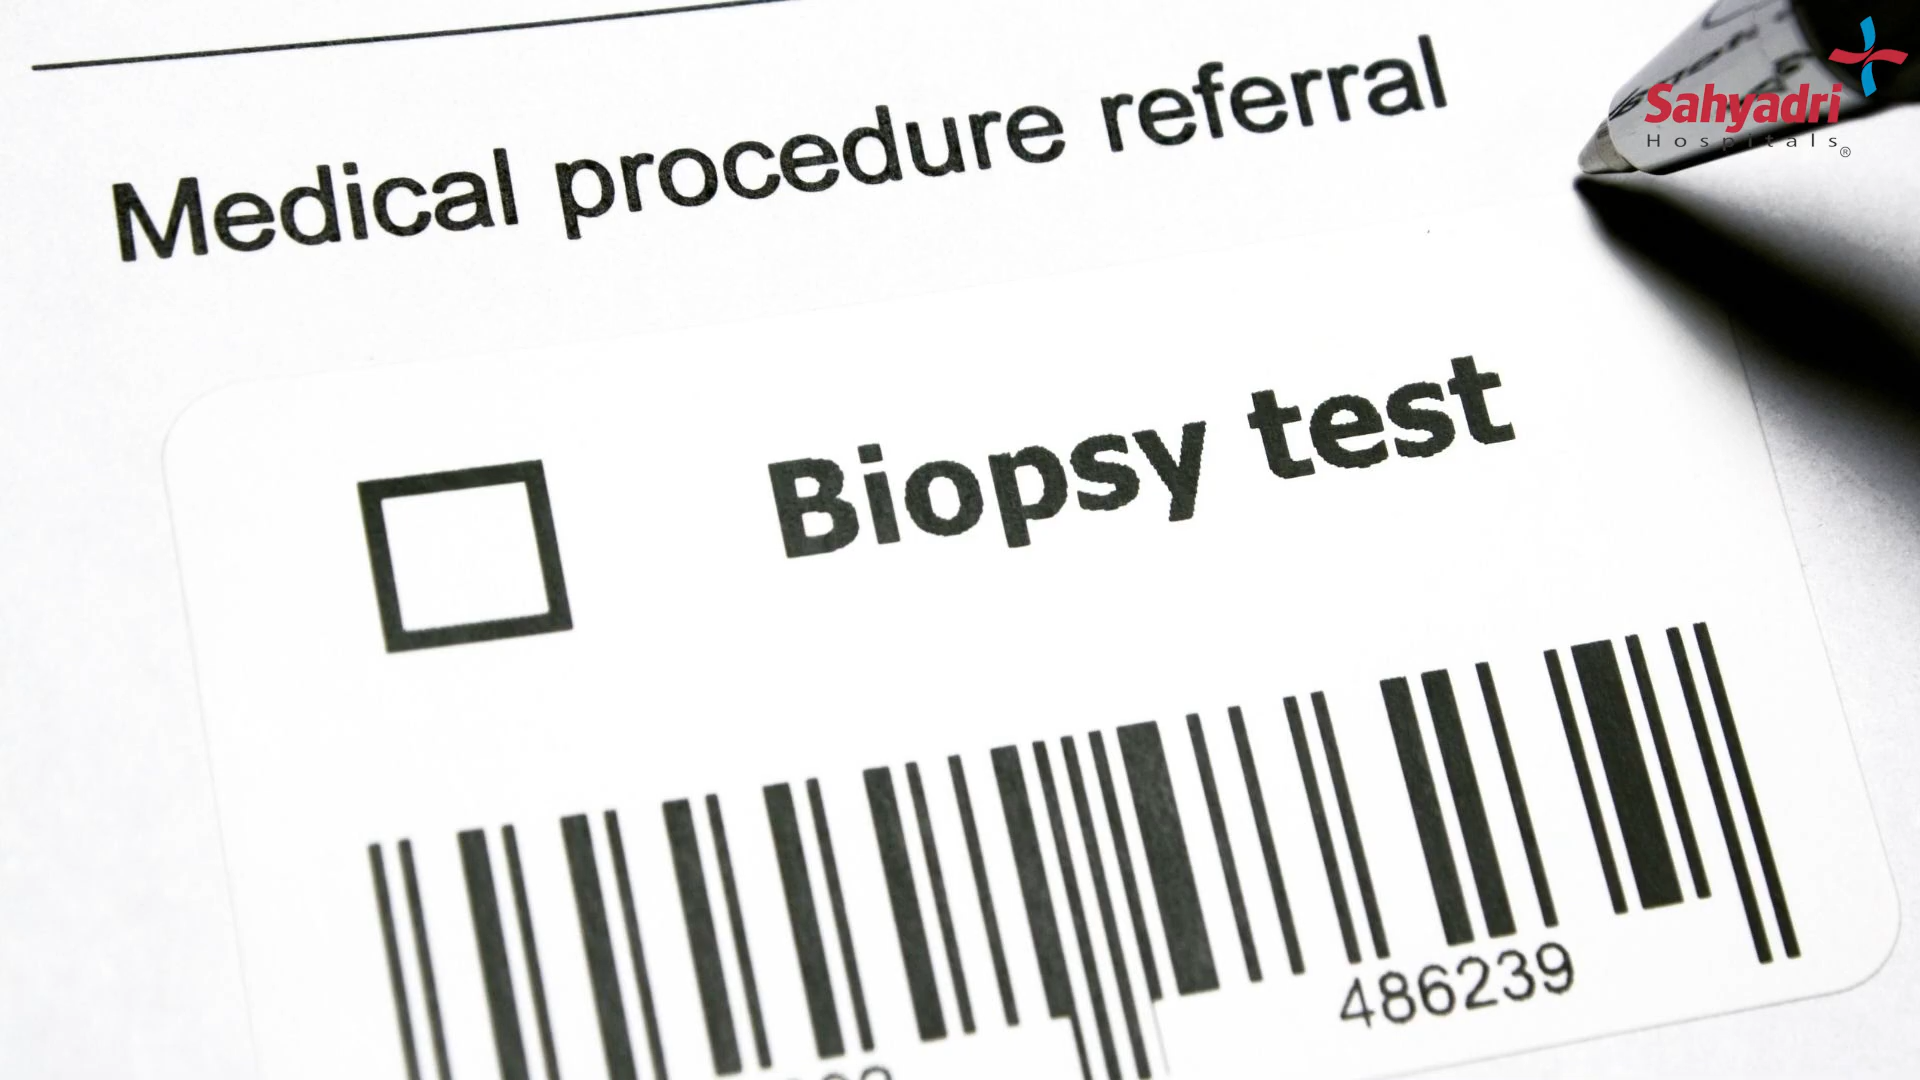 Medical procedure referral
Sahyadri
Hospitals®
Biopsy test
486239